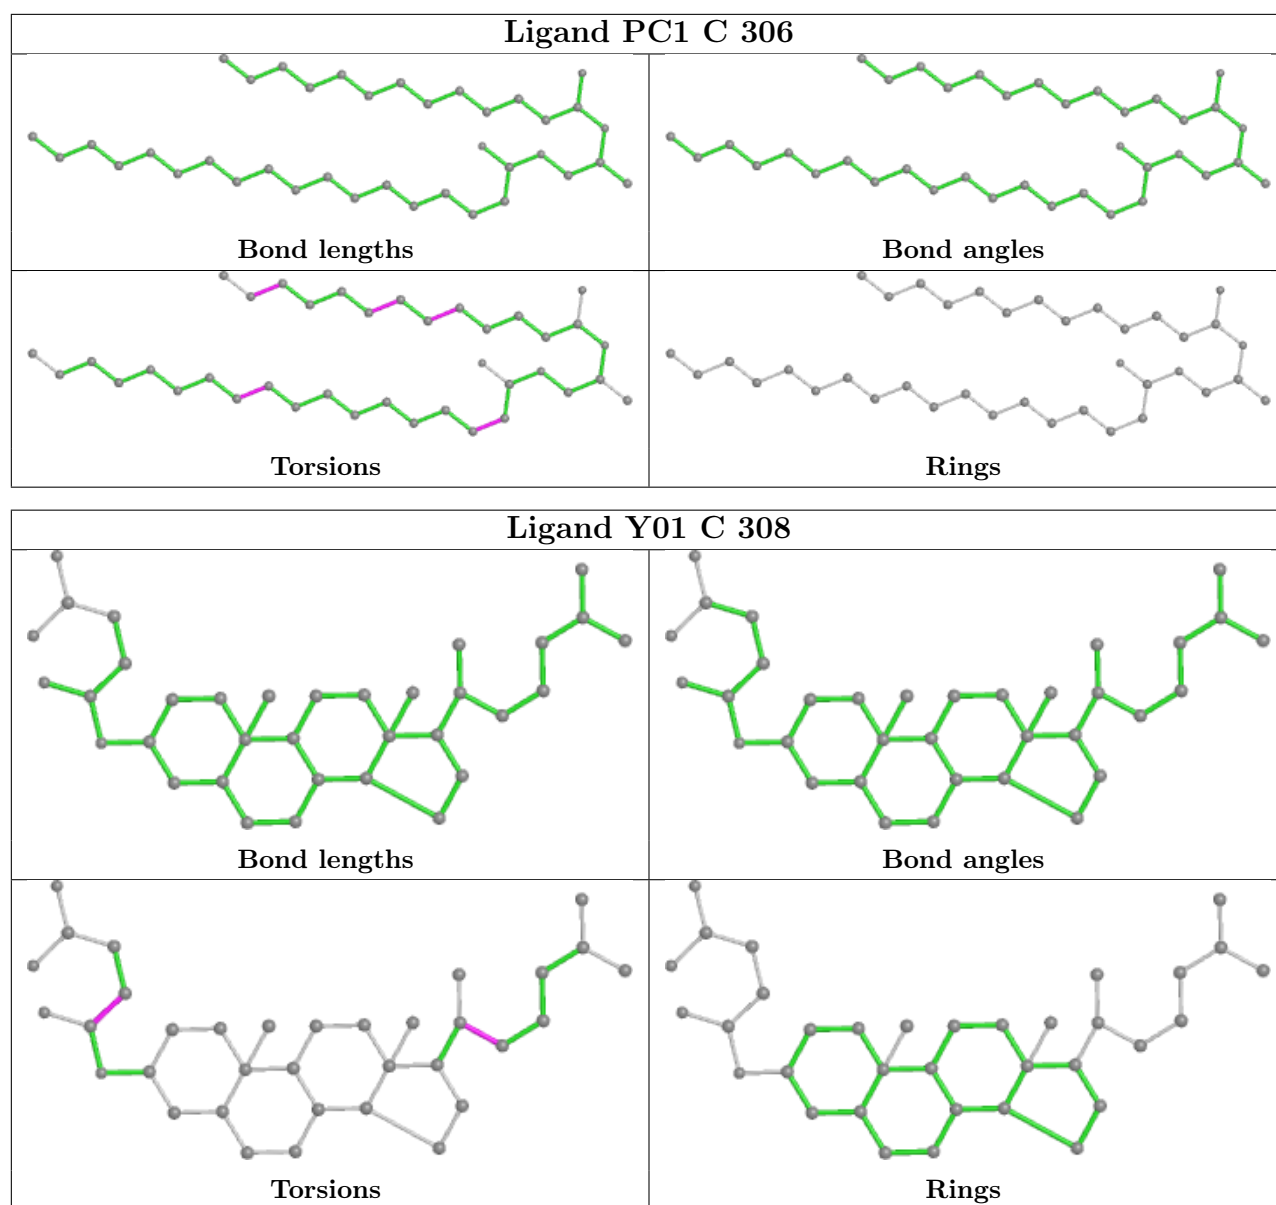 Ligand PC1 C 306
Bond lengths
Bond angles
Torsions
Rings
Ligand Y01 C 308
Bond lengths
Bond angles
Torsions
Rings